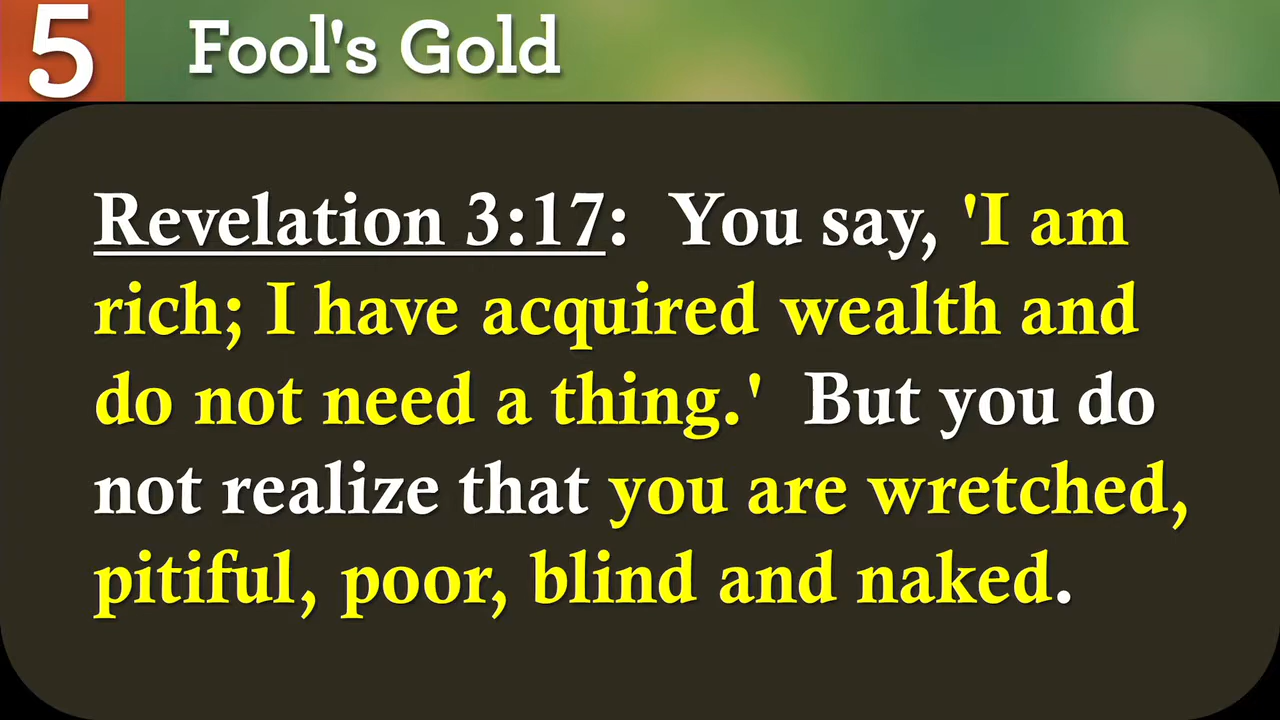 5 Fool's Gold
Revelation 3:17:  You say, 'I am
rich; I have acquired wealth and
do not need a thing.'  But you do
not realize that you are wretched,
pitiful, poor, blind and naked.